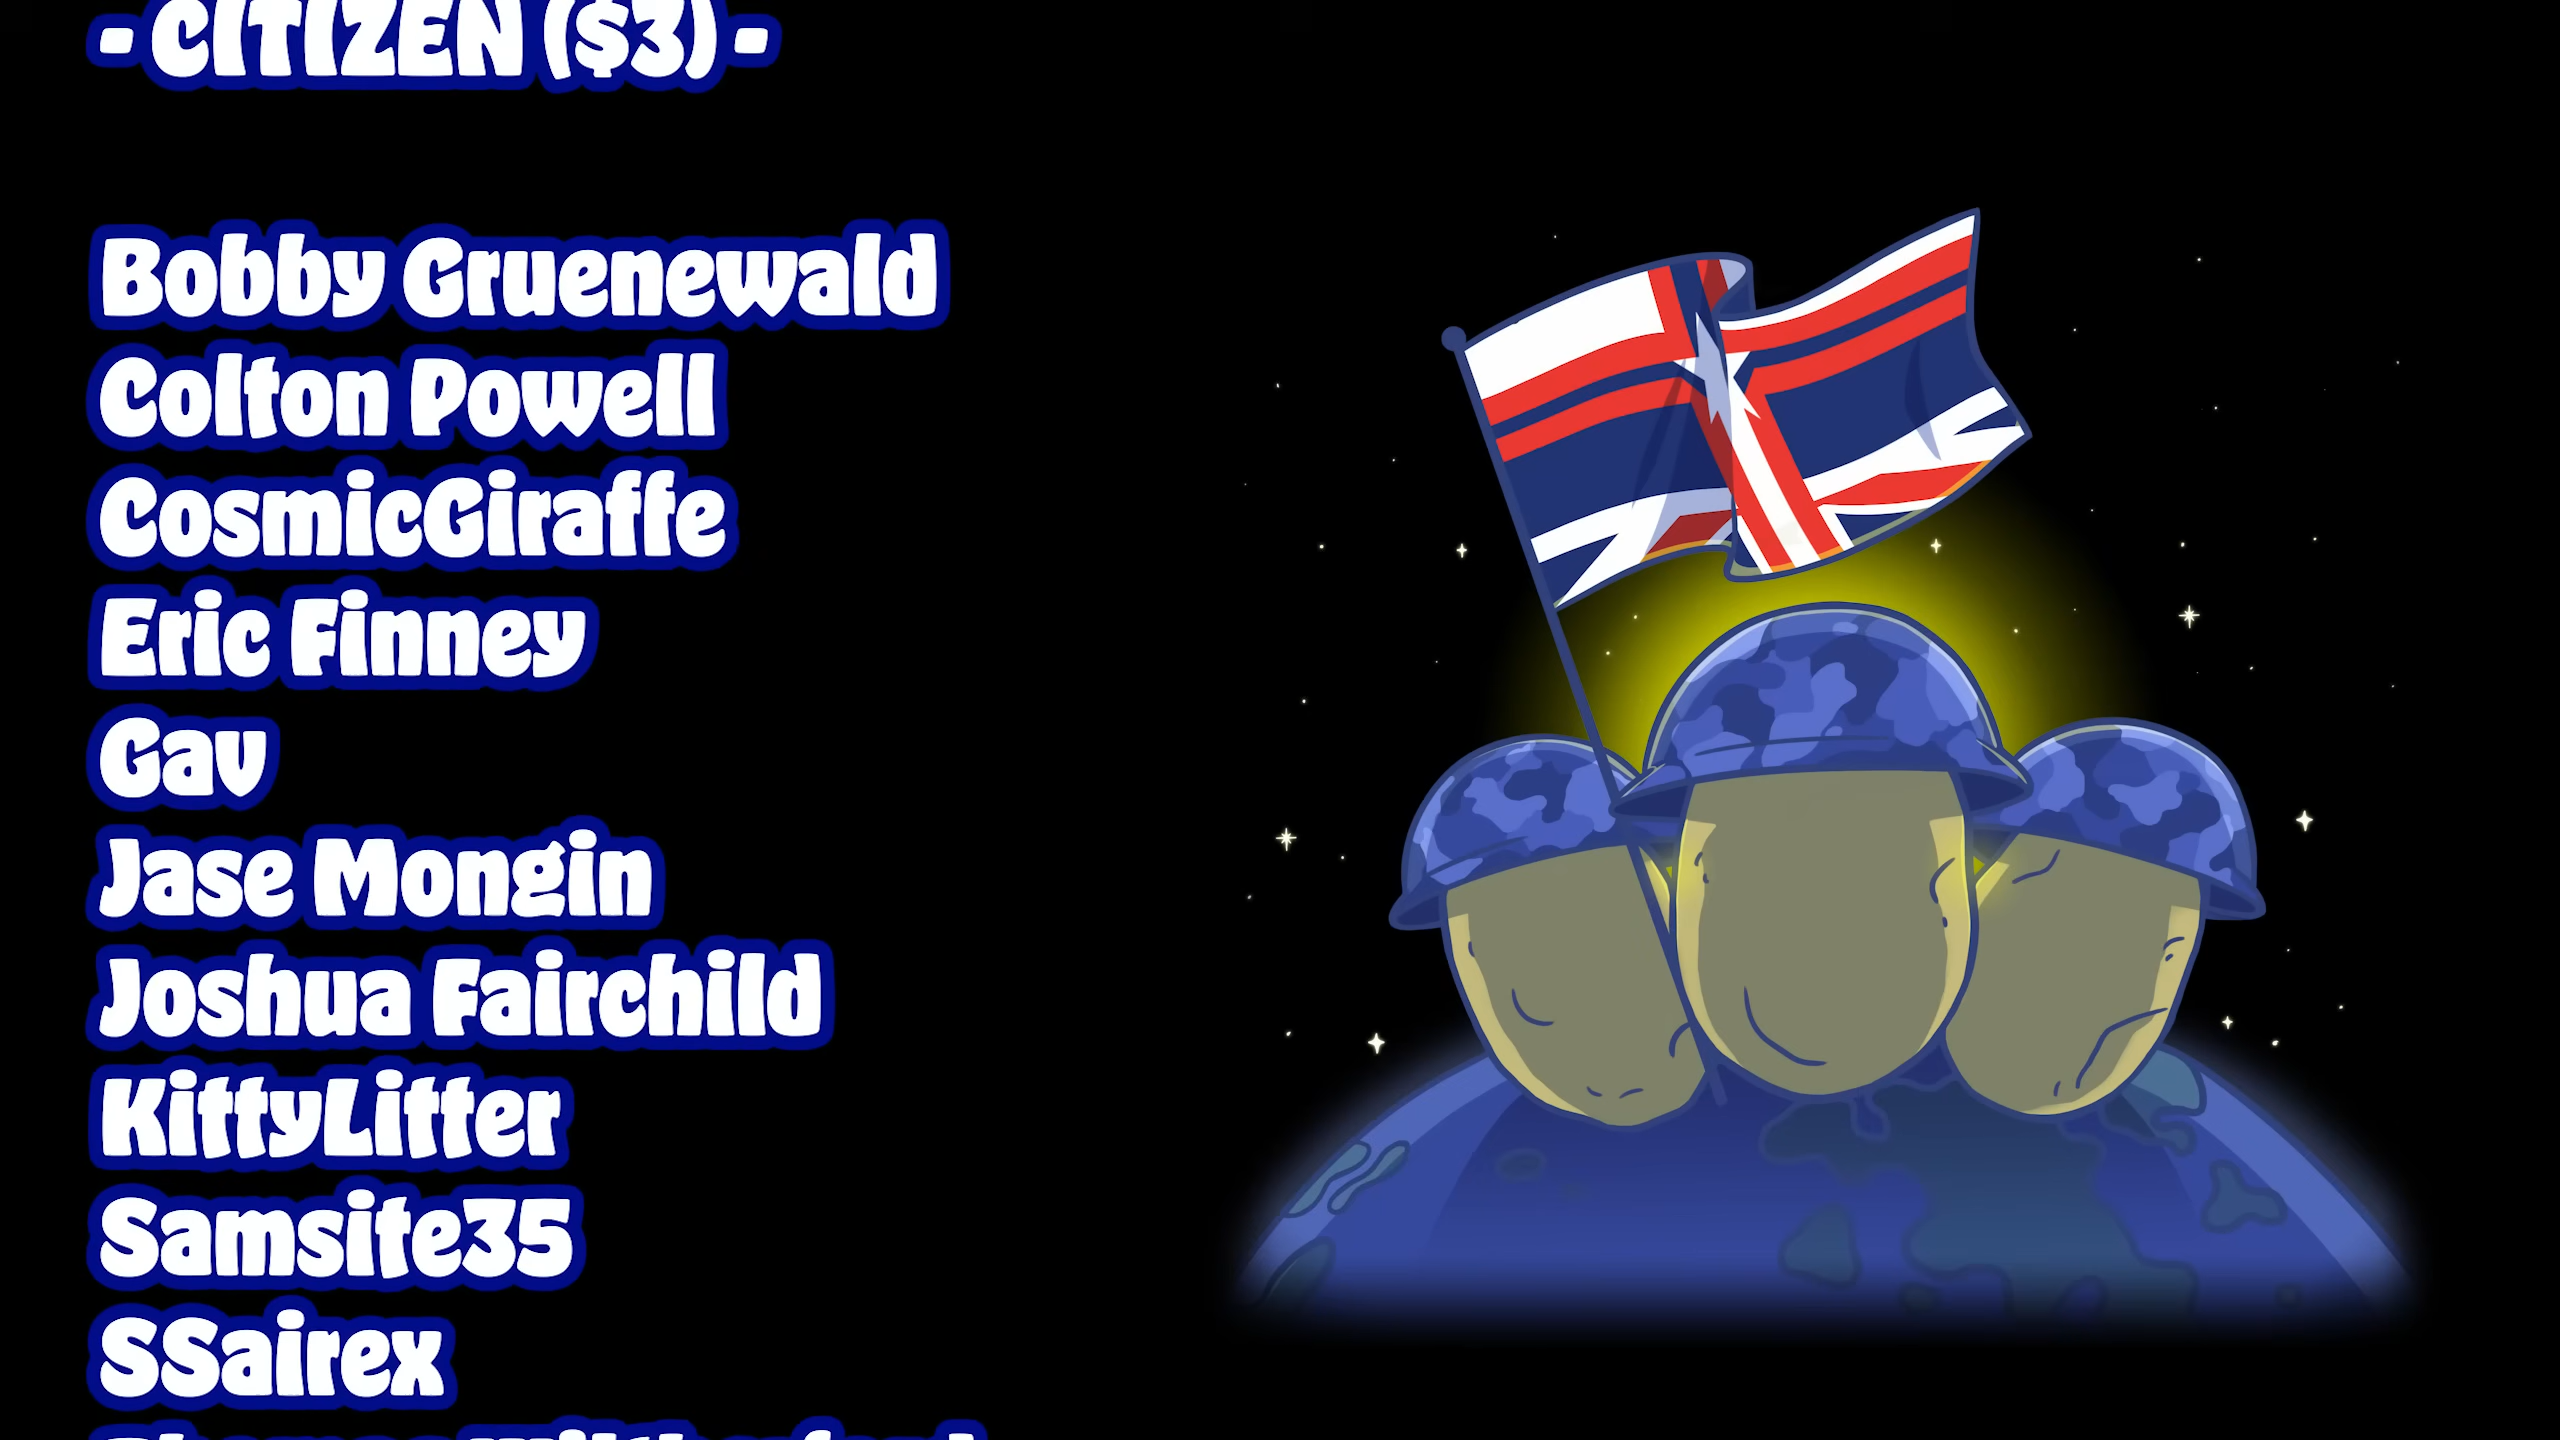 - CITIZEN ($3) -
Bobby Gruenewald
Colton Powell
CosmicGiraffe
Eric Finney
Gav
Jase Mongin
Joshua Fairchild
KittyLitter
Samsite35
SSairex